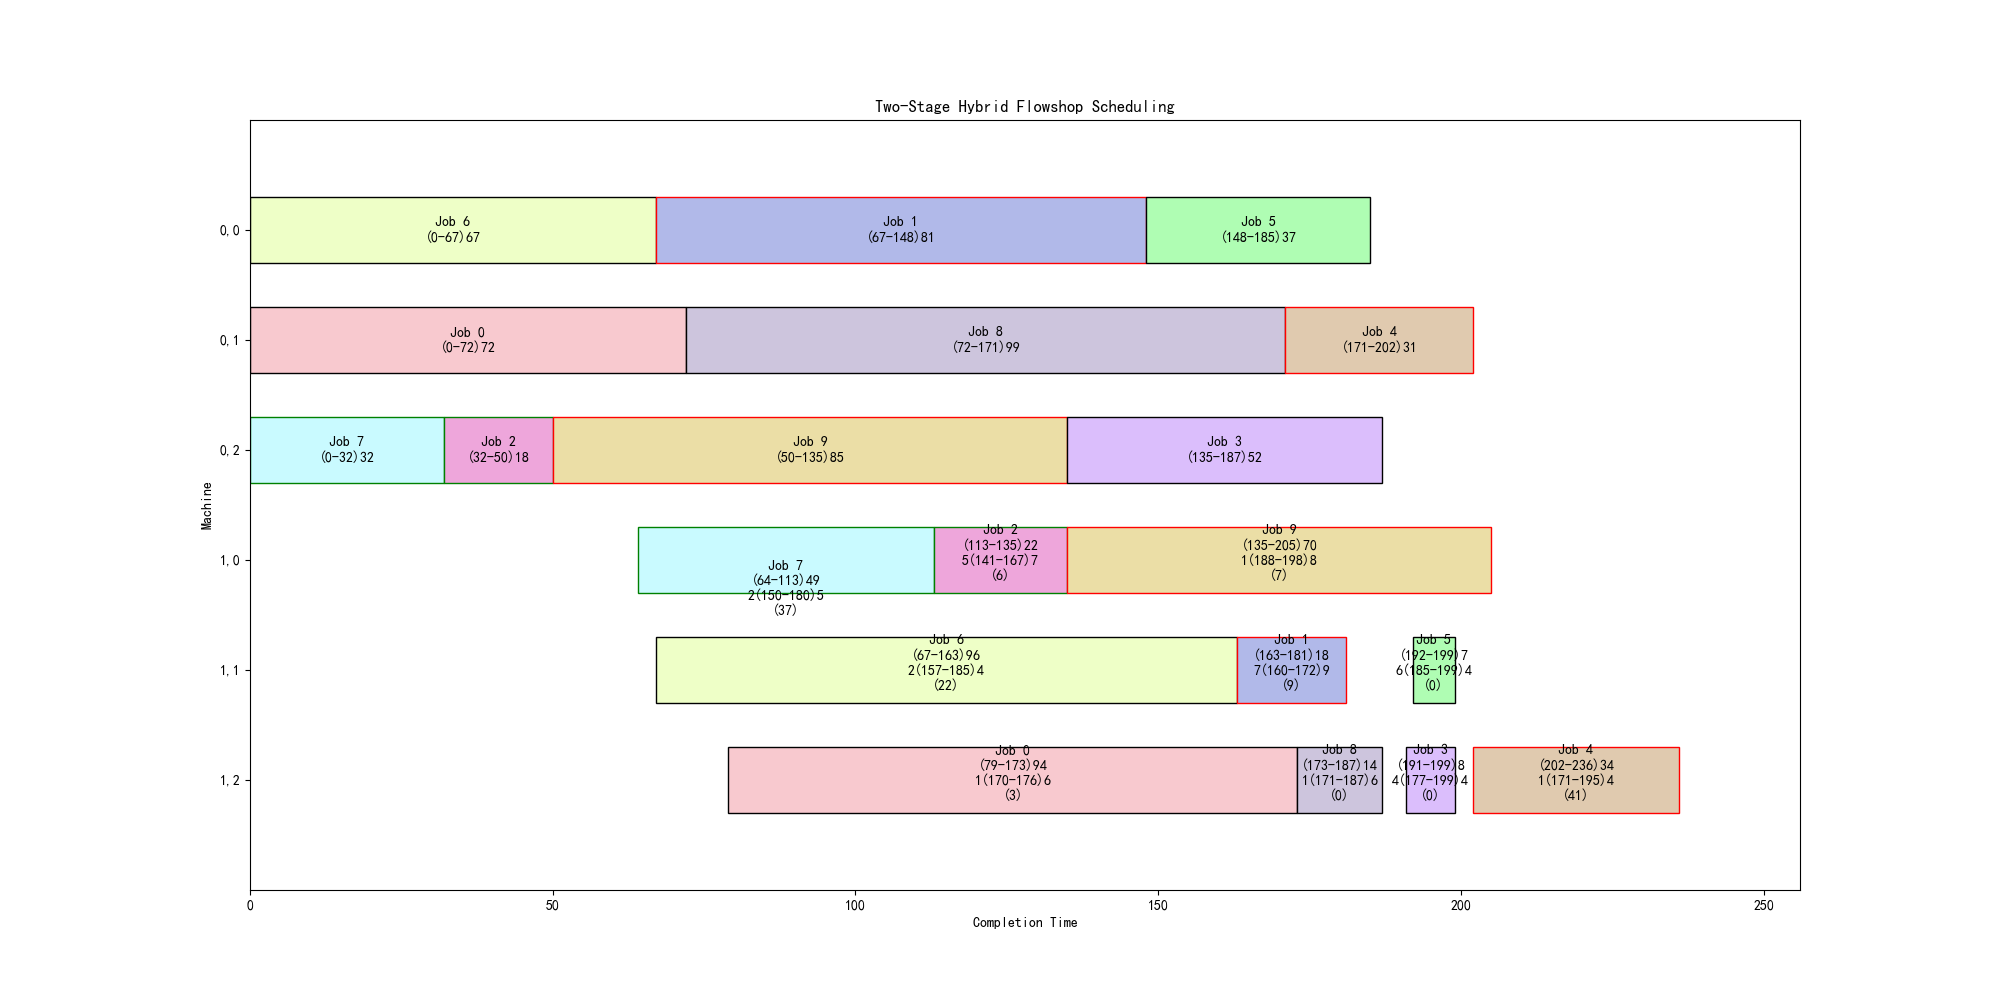 Two-Stage Hybrid Flowshop Scheduling
Machine
0,0
Job 6
(0-67)67
Job 1
(67-148)81
Job 5
(148-185)37
0,1
Job 0
(0-72)72
Job 8
(72-171)99
Job 4
(171-202)31
0,2
Job 7
(0-32)32
Job 2
(32-50)18
Job 9
(50-135)85
Job 3
(135-187)52
1,0
Job 7
(64-113)49
2(150-180)5
(37)
Job 2
(113-135)22
5(141-167)7
(6)
Job 9
(135-205)70
1(188-198)8
(7)
1,1
Job 6
(67-163)96
2(157-185)4
(22)
Job 1
(163-181)18
7(160-172)9
(9)
Job 5
(192-199)7
6(185-199)4
(0)
1,2
Job 0
(79-173)94
1(170-176)6
(3)
Job 8
(173-187)14
1(171-187)6
(0)
Job 3
(191-199)8
4(177-199)4
(0)
Job 4
(202-236)34
1(171-195)4
(41)
0
50
100
150
200
250
Completion Time